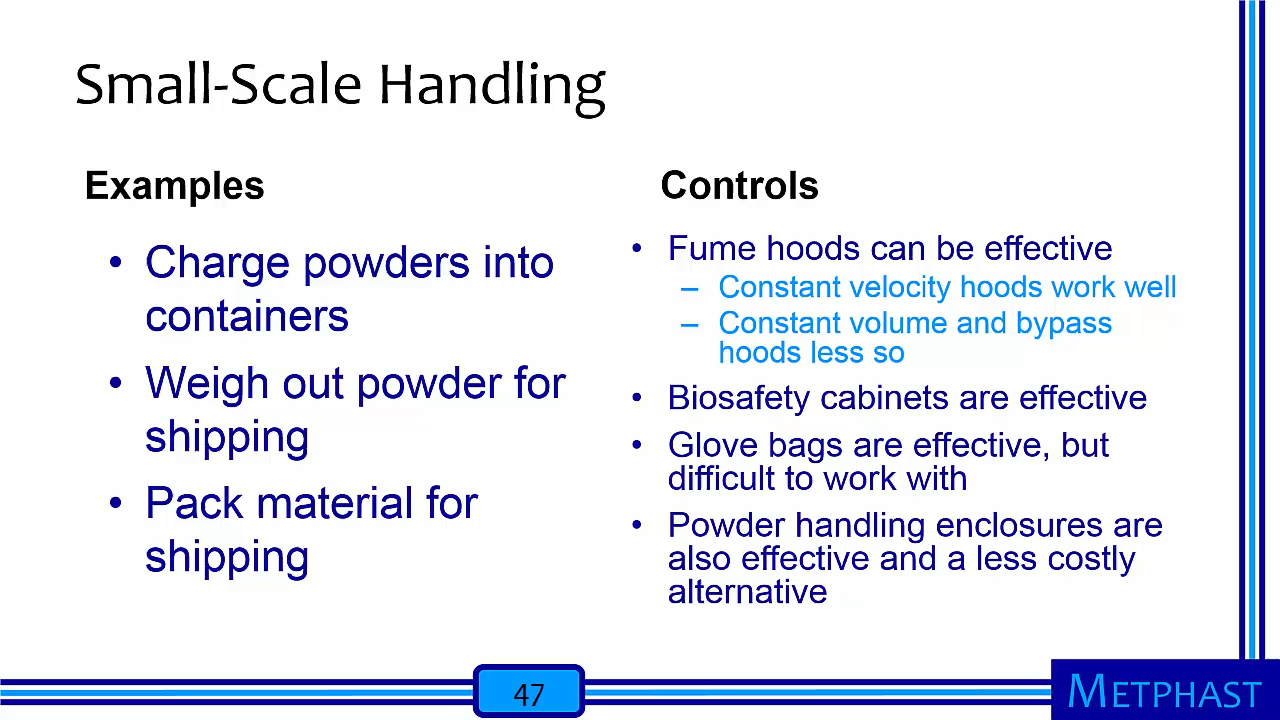 Small-Scale Handling
Examples
• Charge powders into
containers
• Weigh out powder for
shipping
• Pack material for
shipping
Controls
• Fume hoods can be effective
– Constant velocity hoods work well
– Constant volume and bypass
hoods less so
• Biosafety cabinets are effective
• Glove bags are effective, but
difficult to work with
• Powder handling enclosures are
also effective and a less costly
alternative
47
METPHAST